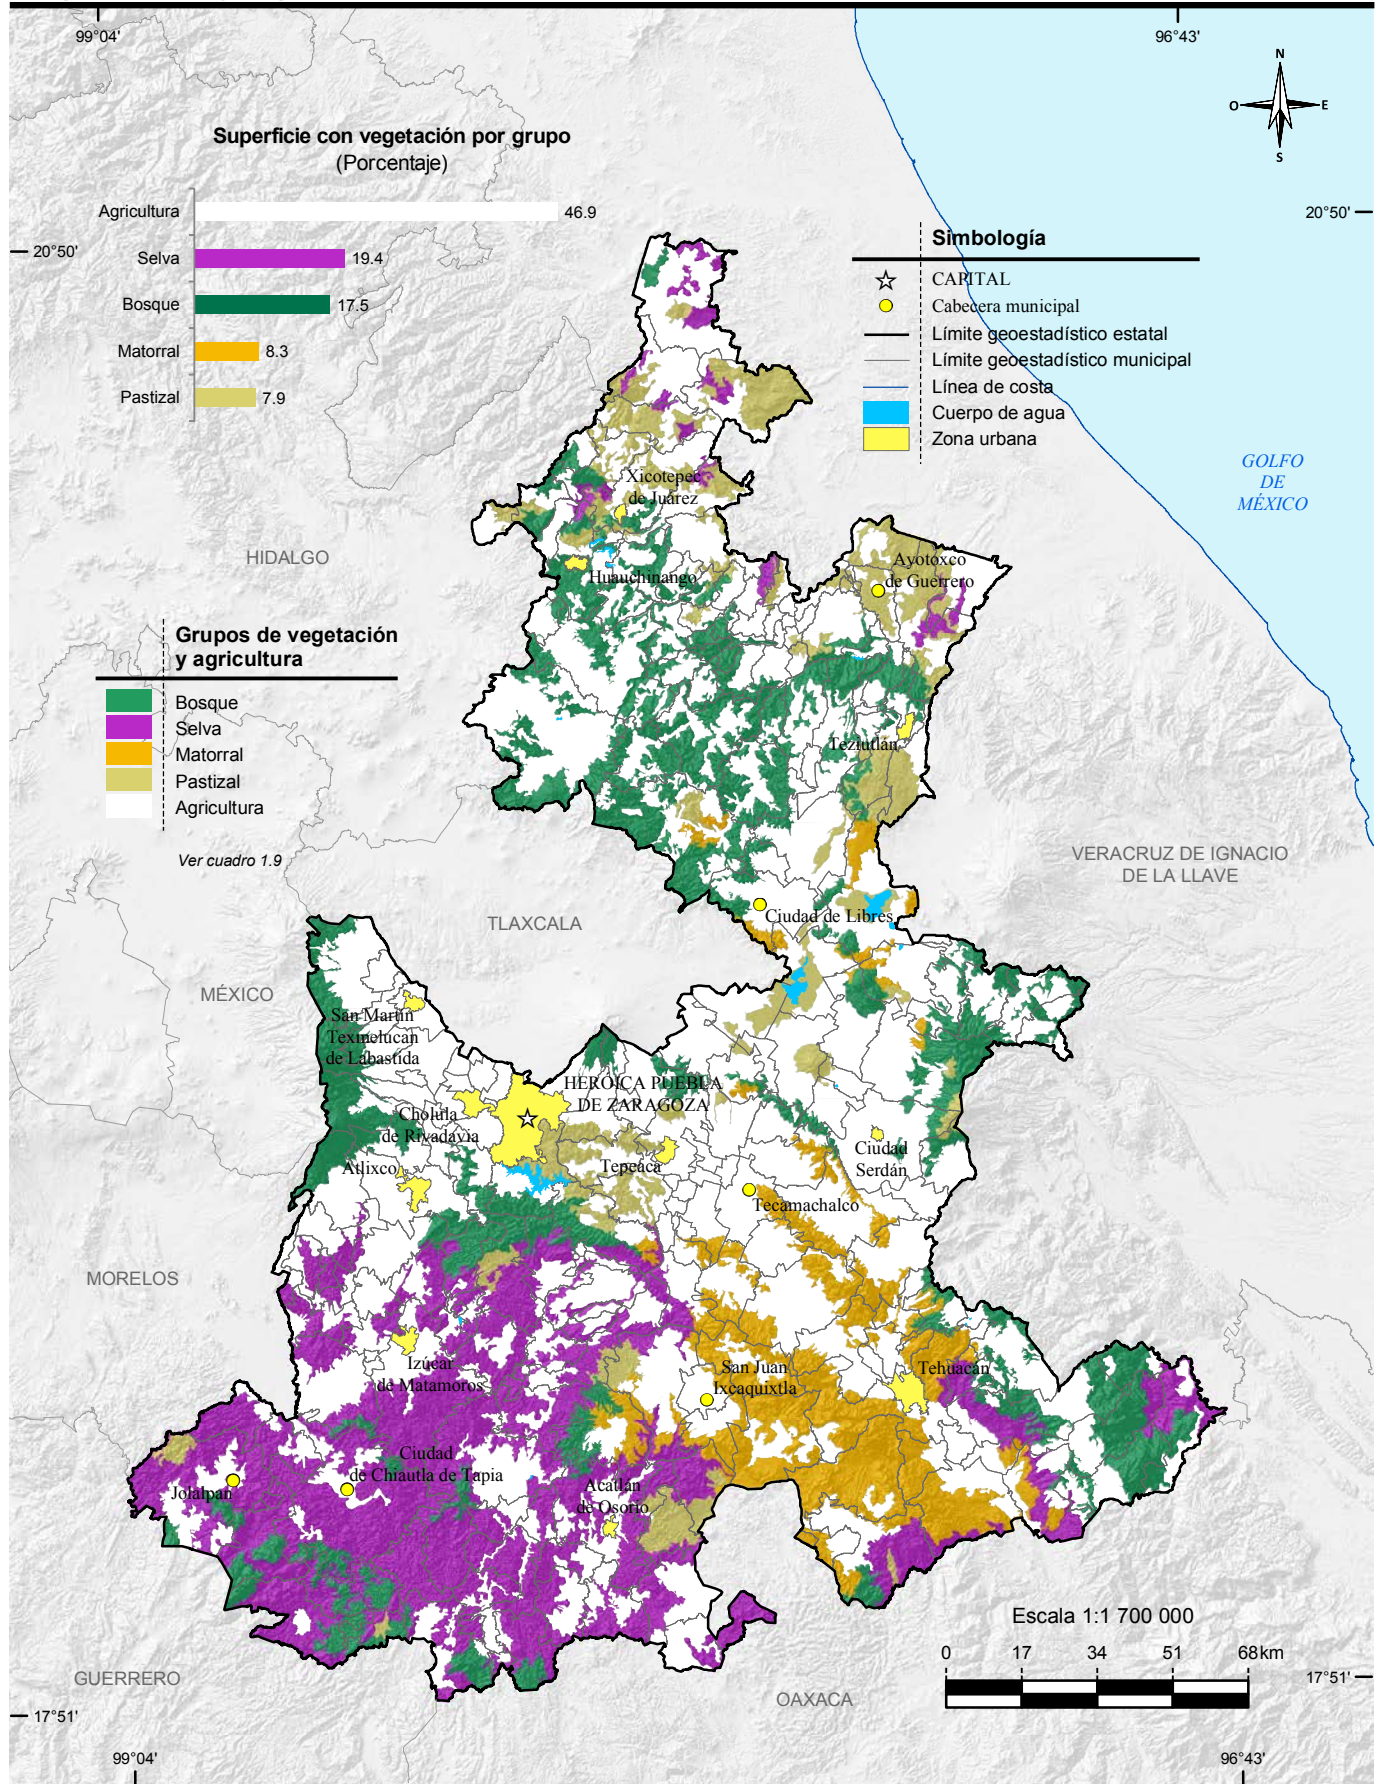 99°04'
96°43'
N
O
E
S
Superficie con vegetación por grupo
(Porcentaje)
Agricultura
46.9
Selva
19.4
Bosque
17.5
Matorral
8.3
Pastizal
7.9
20°50'
20°50'
Simbología
CAPITAL
Cabecera municipal
Límite geoestadístico estatal
Límite geoestadístico municipal
Línea de costa
Cuerpo de agua
Zona urbana
GOLFO
DE
MÉXICO
Xicotepec
de Juárez
HIDALGO
Huauchinango
Ayotoxco
de Guerrero
Grupos de vegetación
y agricultura
Bosque
Selva
Matorral
Pastizal
Agricultura
Ver cuadro 1.9
Teziutlán
VERACRUZ DE IGNACIO
DE LA LLAVE
TLAXCALA
Ciudad de Libres
MÉXICO
San Martín
Texmelucan
de Labastida
HEROICA PUEBLA
DE ZARAGOZA
Cholula
de Rivadavia
Atlixco
Tepeaca
Ciudad
Serdán
Tecamachalco
MORELOS
Izúcar
de Matamoros
San Juan
Ixcaquixtla
Tehuacán
Ciudad
de Chiautla de Tapia
Jolalpan
Acatlán
de Osorio
GUERRERO
OAXACA
Escala 1:1 700 000
0 17 34 51 68 km
17°51'
17°51'
99°04'
96°43'